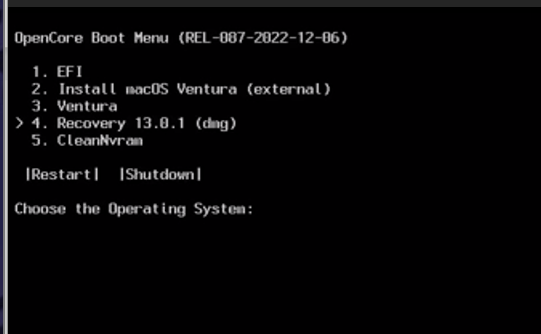 OpenCore Boot Menu (REL-087-2022-12-06)
1. EFI
2. Install macOS Ventura (external)
3. Ventura
> 4. Recovery 13.0.1 (dmg)
5. CleanNvram
|Restart| |Shutdown|
Choose the Operating System: